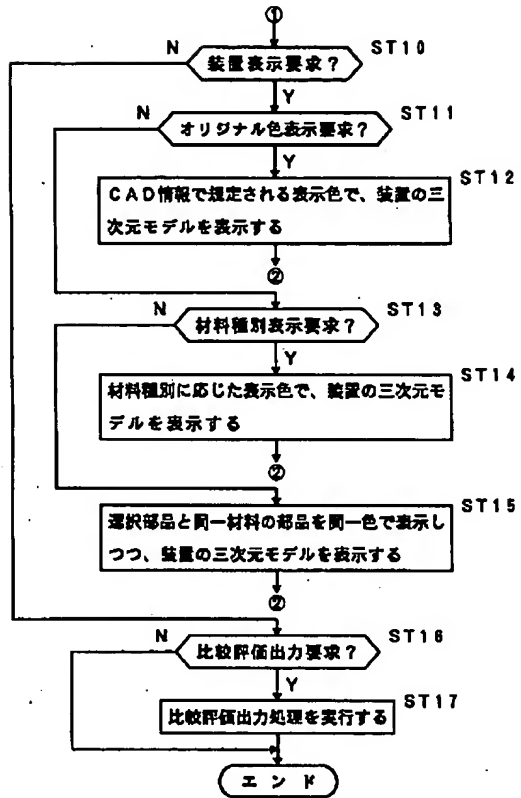 ①
N
ST10
装置表示要求?
Y
N
ST11
オリジナル色表示要求?
Y
ST12
CAD情報で規定される表示色で、装置の三
次元モデルを表示する
②
N
ST13
材料種別表示要求?
Y
ST14
材料種別に応じた表示色で、装置の三次元モ
デルを表示する
②
ST15
選択部品と同一材料の部品を同一色で表示し
つつ、装置の三次元モデルを表示する
②
N
ST16
比較評価出力要求?
Y
ST17
比較評価出力処理を実行する
エンド